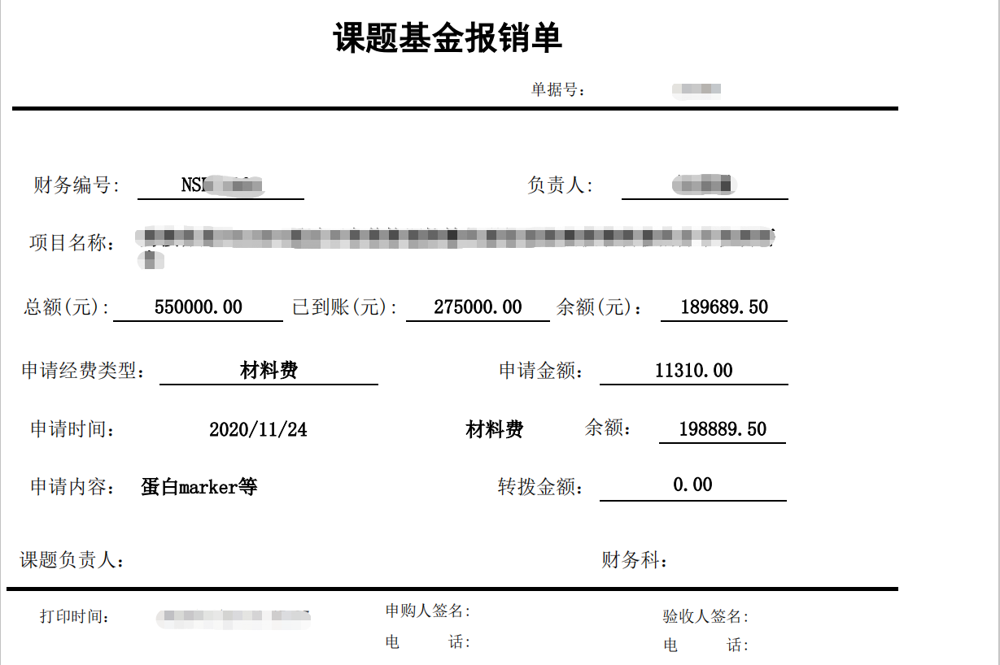 课题基金报销单
单据号：
财务编号: NS 负责人:
项目名称：
总额(元)： 550000.00 已到账(元)： 275000.00 余额(元)： 189689.50
申请经费类型： 材料费 申请金额： 11310.00
申请时间： 2020/11/24 材料费 余额： 198889.50
申请内容： 蛋白marker等 转拨金额： 0.00
课题负责人： 财务科：
打印时间： 申购人签名： 验收人签名：
电 话： 电 话：